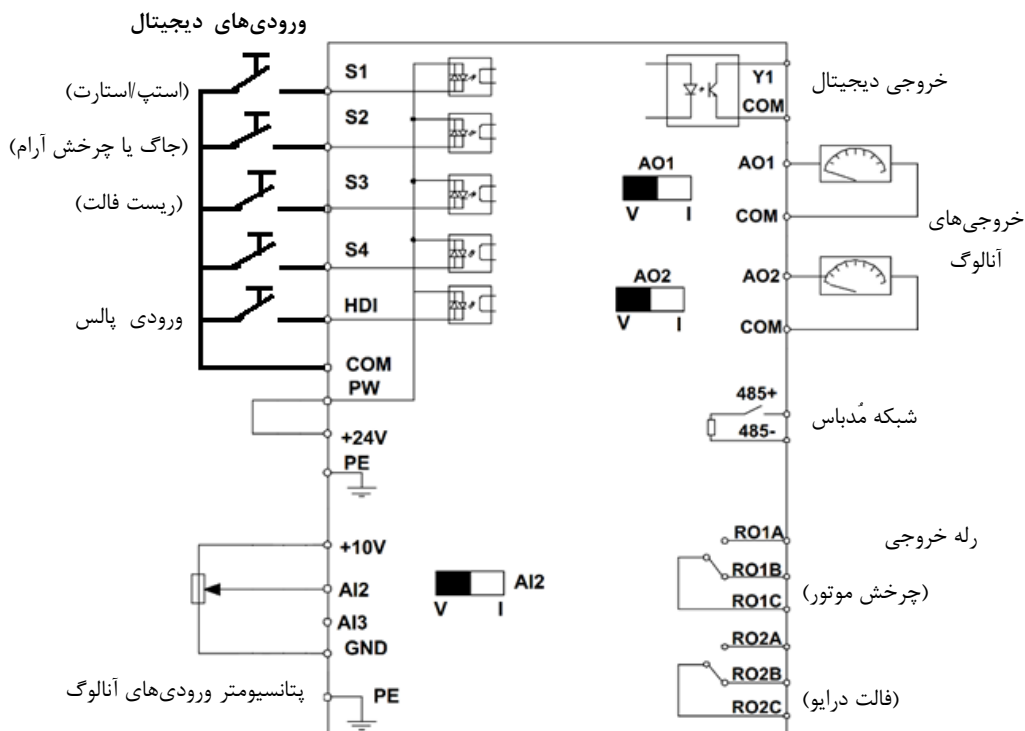 ورودی‌های دیجیتال
S1
(استپ/استارت)
S2
(جاگ یا چرخش آرام)
S3
(ریست فالت)
S4
HDI
ورودی پالس
COM
PW
+24V
PE
+10V
AI2
AI3
GND
پتانسیومتر ورودی‌های آنالوگ
PE
AI2
V I
AO1
V I
AO2
V I
Y1
خروجی دیجیتال
COM
AO1
COM
خروجی‌های
آنالوگ
AO2
COM
485+
شبکه مُدباس
485-
RO1A
رله خروجی
RO1B
(چرخش موتور)
RO1C
RO2A
RO2B
(فالت درایو)
RO2C